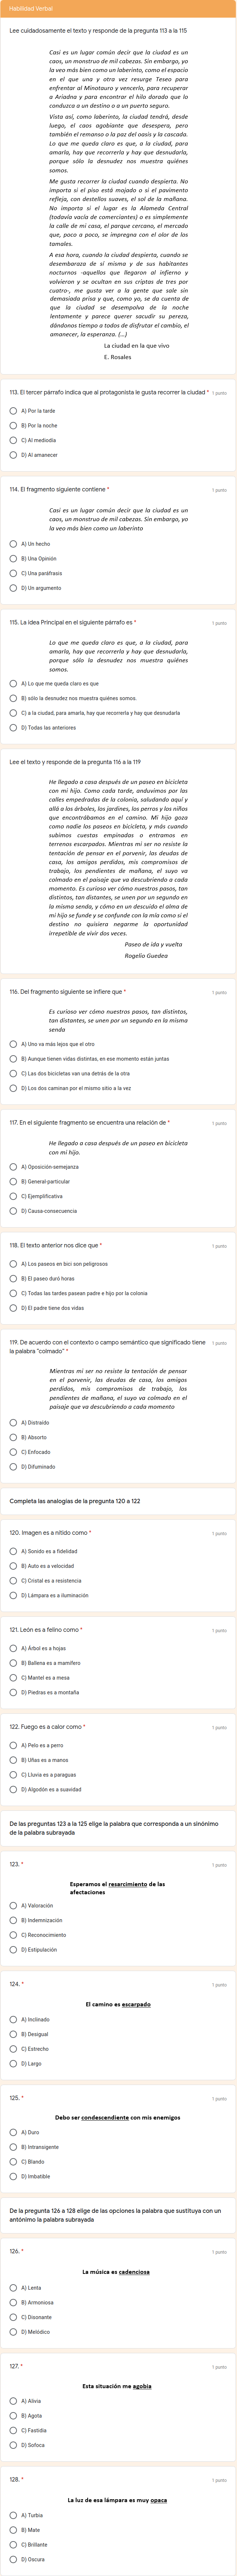 Habilidad Verbal
Lee cuidadosamente el texto y responde de la pregunta 113 a la 115
Casi es un lugar común decir que la ciudad es un
caos, un monstruo de mil cabezas. Sin embargo, yo
la veo más bien como un laberinto, como el espacio
en el que una y otra vez se repasa Teseo para
enfrentar al Minotauro y vencerlo, para recuperar
a Ariadna y para encontrar el hilo dorado que lo
conduzca a un destino o a un puerto seguro.
Vista así, como laberinto, la ciudad tendrá, desde
luego, el caos agobiante que desespera, pero
también el remanso o la paz del oasis y la cascada.
Lo que me queda claro es que, a la ciudad, para
amarla, hay que recorrerla y hay que desnudarla,
porque sólo la desnudez nos muestra quiénes
somos.
Me gusta recorrer la ciudad cuando despierta. No
importa si el piso está mojado o si el pavimento
refleja, con destellos suaves, el sol de la mañana.
No importa si el lugar es la Alameda Central
(todavía vacía de comerciantes) o es simplemente
la calle del mercado, el parque cercano, el mercado
que, poco a poco, se impregna con el olor de los
tamales.
A esa hora, cuando la ciudad despierta, cuando se
desembaraza de sí misma y de sus habitantes
nocturnos -aquellos que llegaron al infierno y
volvieron y se ocultan en sus criptas de tres por
cuatro-, me gusta ver a la gente que sale sin
demasiada prisa y que, como yo, se da cuenta de
que la ciudad se desempolva de la noche
lentamente y parece querer sacudir su pereza,
dándonos tiempo a todos de disfrutar el cambio, el
amanecer, la esperanza. (...)
La ciudad en la que vivo
E. Rosales
113. El tercer párrafo indica que al protagonista le gusta recorrer la ciudad * 1 punto
A) Por la tarde
B) Por la noche
C) Al mediodía
D) Al amanecer
114. El fragmento siguiente contiene * 1 punto
Casi es un lugar común decir que la ciudad es un
caos, un monstruo de mil cabezas. Sin embargo, yo
la veo más bien como un laberinto
A) Un hecho
B) Una Opinión
C) Una paráfrasis
D) Un argumento
115. La idea Principal en el siguiente párrafo es * 1 punto
Lo que me queda claro es que, a la ciudad, para
amarla, hay que recorrerla y hay que desnudarla,
porque sólo la desnudez nos muestra quiénes
somos.
A) Lo que me queda claro es que
B) sólo la desnudez nos muestra quiénes somos.
C) a la ciudad, para amarla, hay que recorrerla y hay que desnudarla
D) Todas las anteriores
Lee el texto y responde de la pregunta 116 a la 119
He llegado a casa después de un paseo en bicicleta
con mi hijo. Como cada tarde, anduvimos por las
calles empedradas de la colonia, saludando aquí y
allá a los árboles, los jardines, los perros y los niños
que encontrábamos en el camino. Mi hijo goza
como nadie los paseos en bicicleta, y más cuando
subimos cuestas empinadas o entramos en
terrenos escarpados. Mientras mi ser no resiste la
tentación de pensar en el porvenir, las deudas de
casa, los amigos perdidos, mis compromisos de
trabajo, los pendientes de mañana, el suyo va
colmado en el paisaje que va descubriendo a cada
momento. Es curioso ver cómo nuestros pasos, tan
distintos, tan distantes, se unen por un segundo en
la misma senda, y cómo en un descuido el alma de
mi hijo se funde y se confunde con la mía como si el
destino no quisiera negarme la oportunidad
irrepetible de vivir dos veces.
Paseo de ida y vuelta
Rogelio Guedea
116. Del fragmento siguiente se infiere que * 1 punto
Es curioso ver cómo nuestros pasos, tan distintos,
tan distantes, se unen por un segundo en la misma
senda
A) Uno va más lejos que el otro
B) Aunque tienen vidas distintas, en ese momento están juntas
C) Las dos bicicletas van una detrás de la otra
D) Los dos caminan por el mismo sitio a la vez
117. En el siguiente fragmento se encuentra una relación de * 1 punto
He llegado a casa después de un paseo en bicicleta
con mi hijo.
A) Oposición-semejanza
B) General-particular
C) Ejemplificativa
D) Causa-consecuencia
118. El texto anterior nos dice que * 1 punto
A) Los paseos en bici son peligrosos
B) El paseo duró horas
C) Todas las tardes pasean padre e hijo por la colonia
D) El padre tiene dos vidas
119. De acuerdo con el contexto o campo semántico que significado tiene 1 punto
la palabra "colmado" *
Mientras mi ser no resiste la tentación de pensar
en el porvenir, las deudas de casa, los amigos
perdidos, mis compromisos de trabajo, los
pendientes de mañana, el suyo va colmado en el
paisaje que va descubriendo a cada momento
A) Distraído
B) Absorto
C) Enfocado
D) Difuminado
Completa las analogías de la pregunta 120 a 122
120. Imagen es a nítido como * 1 punto
A) Sonido es a fidelidad
B) Auto es a velocidad
C) Cristal es a resistencia
D) Lámpara es a iluminación
121. León es a felino como * 1 punto
A) Árbol es a hojas
B) Ballena es a mamífero
C) Mantel es a mesa
D) Piedras es a montaña
122. Fuego es a calor como * 1 punto
A) Pelo es a perro
B) Uñas es a manos
C) Lluvia es a paraguas
D) Algodón es a suavidad
De las preguntas 123 a la 125 elige la palabra que corresponda a un sinónimo
de la palabra subrayada
123. * 1 punto
Esperamos el resarcimiento de las
afectaciones
A) Valoración
B) Indemnización
C) Reconocimiento
D) Estipulación
124. * 1 punto
El camino es escarpado
A) Inclinado
B) Desigual
C) Estrecho
D) Largo
125. * 1 punto
Debo ser condescendiente con mis enemigos
A) Duro
B) Intransigente
C) Blando
D) Imbatible
De la pregunta 126 a 128 elige de las opciones la palabra que sustituya con un
antónimo la palabra subrayada
126. * 1 punto
La música es cadenciosa
A) Lenta
B) Armoniosa
C) Disonante
D) Melódico
127. * 1 punto
Esta situación me agobia
A) Alivia
B) Agota
C) Fastidia
D) Sofoca
128. * 1 punto
La luz de esa lámpara es muy opaca
A) Turbia
B) Mate
C) Brillante
D) Oscura